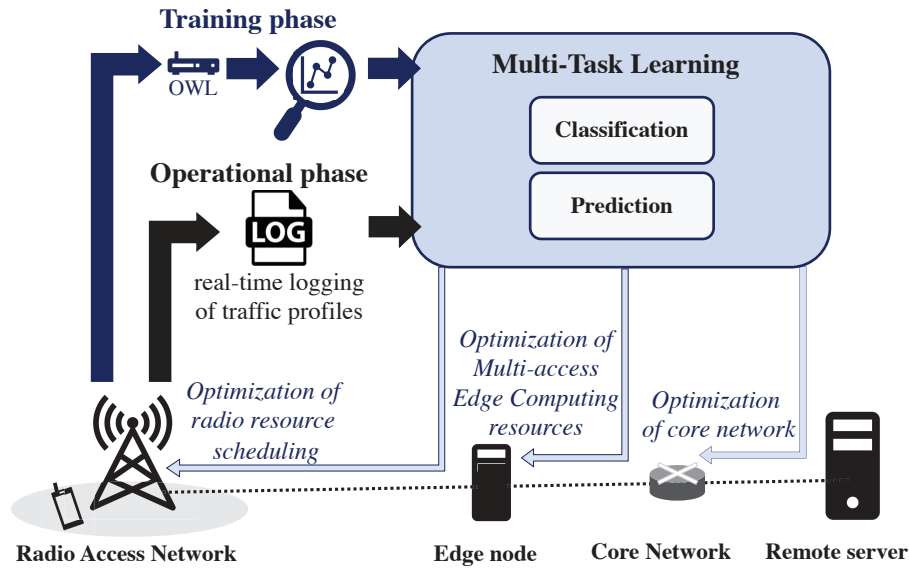 Training phase
OWL
Multi-Task Learning
Classification
Prediction
Operational phase
LOG
real-time logging
of traffic profiles
Optimization of
radio resource
scheduling
Optimization of
Multi-access
Edge Computing
resources
Optimization
of core network
Radio Access Network
Edge node
Core Network
Remote server